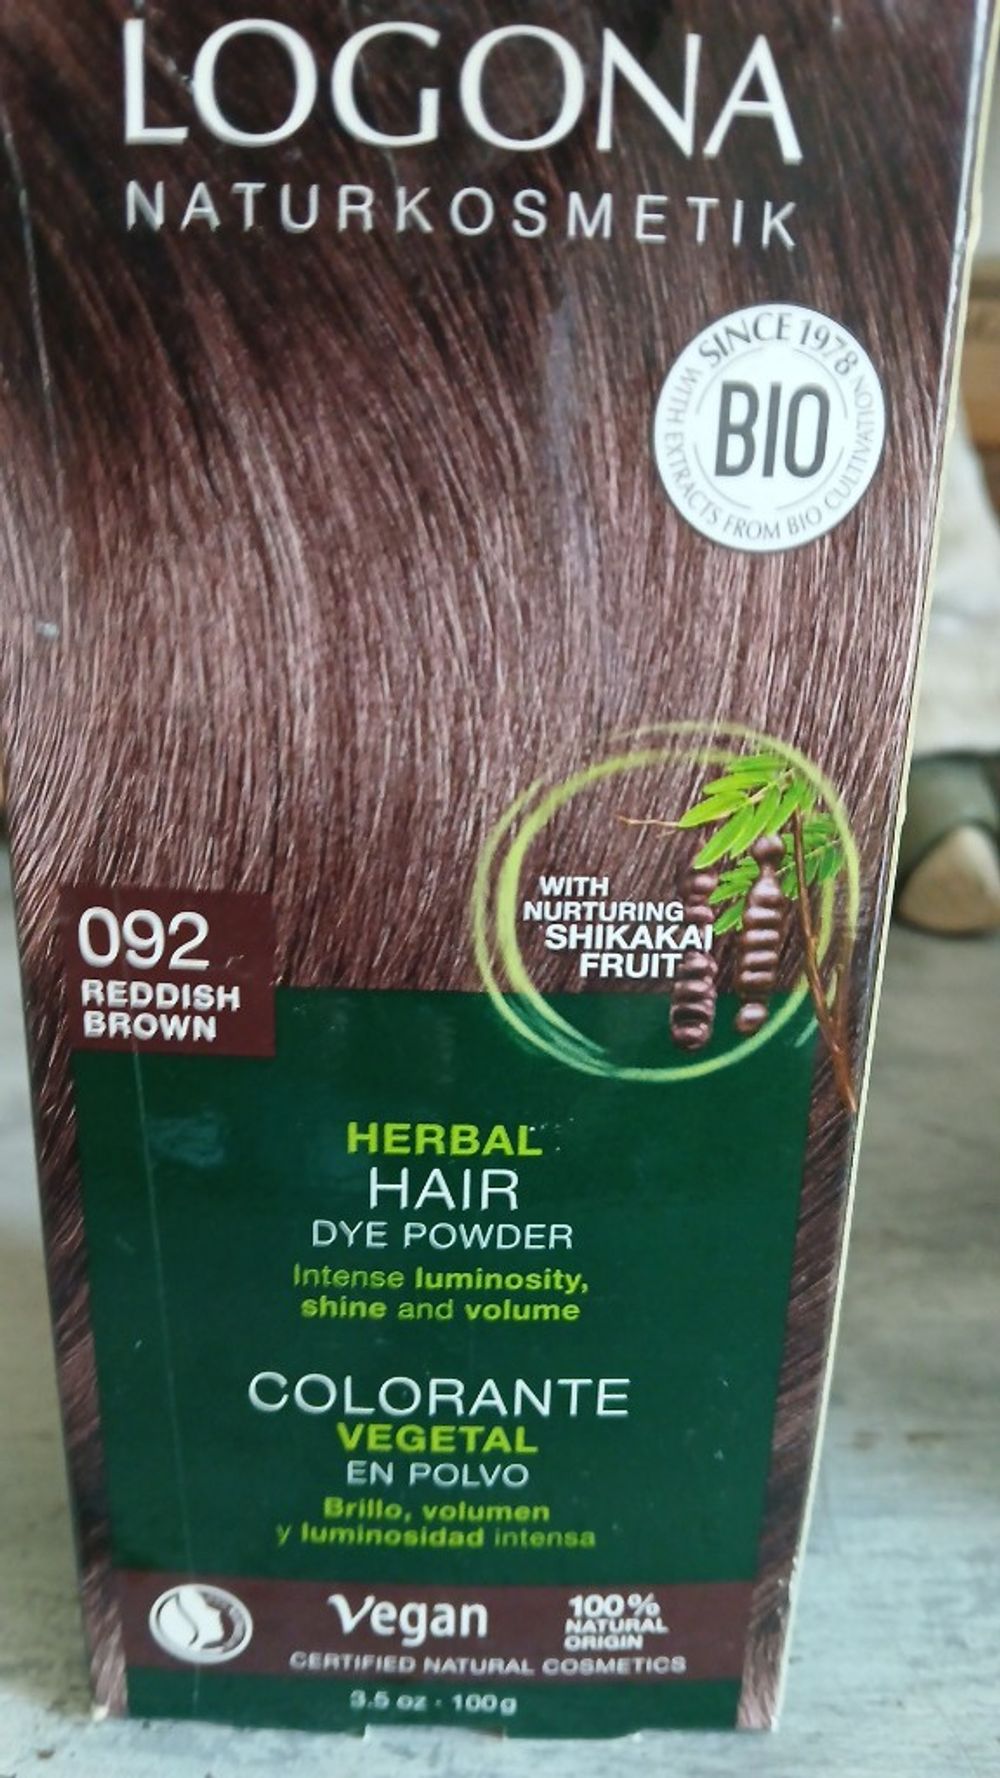 LOGONA
NATURKOSMETIK
SINCE 1978
BIO
WITH EXTRACTS FROM BIO CULTIVATION
WITH
NURTURING
SHIKAKAI
FRUIT
092
REDDISH
BROWN
HERBAL
HAIR
DYE POWDER
Intense luminosity,
shine and volume
COLORANTE
VEGETAL
EN POLVO
Brillo, volumen
y luminosidad intensa
Vegan
100%
NATURAL
ORIGIN
CERTIFIED NATURAL COSMETICS
3.5 oz - 100g